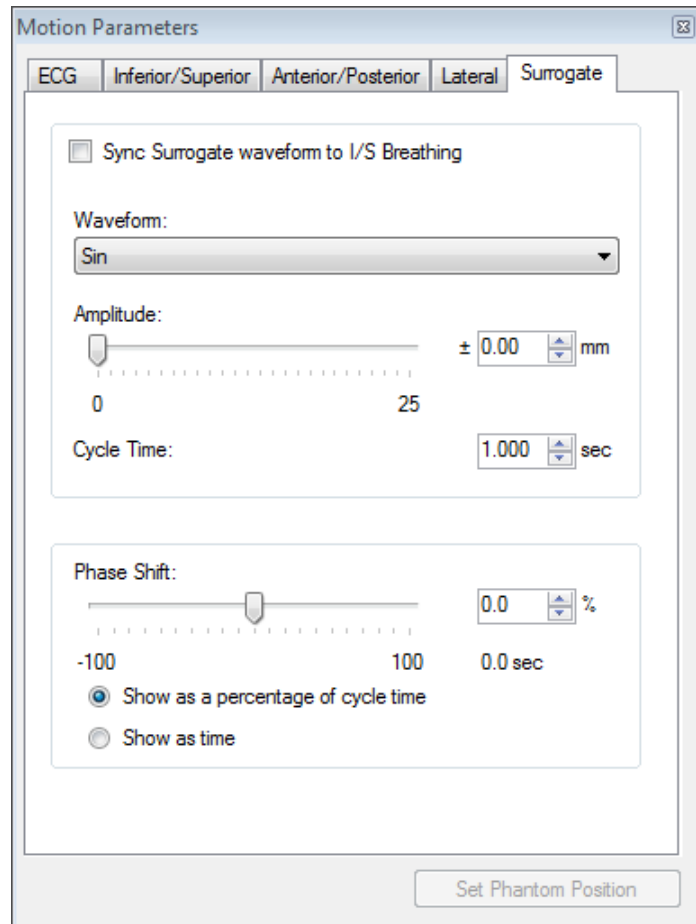 Motion Parameters
ECG Inferior/Superior Anterior/Posterior Lateral Surrogate
Sync Surrogate waveform to I/S Breathing
Waveform:
Sin
Amplitude:
± 0.00 mm
0 25
Cycle Time: 1.000 sec
Phase Shift:
0.0 %
-100 100 0.0 sec
Show as a percentage of cycle time
Show as time
Set Phantom Position